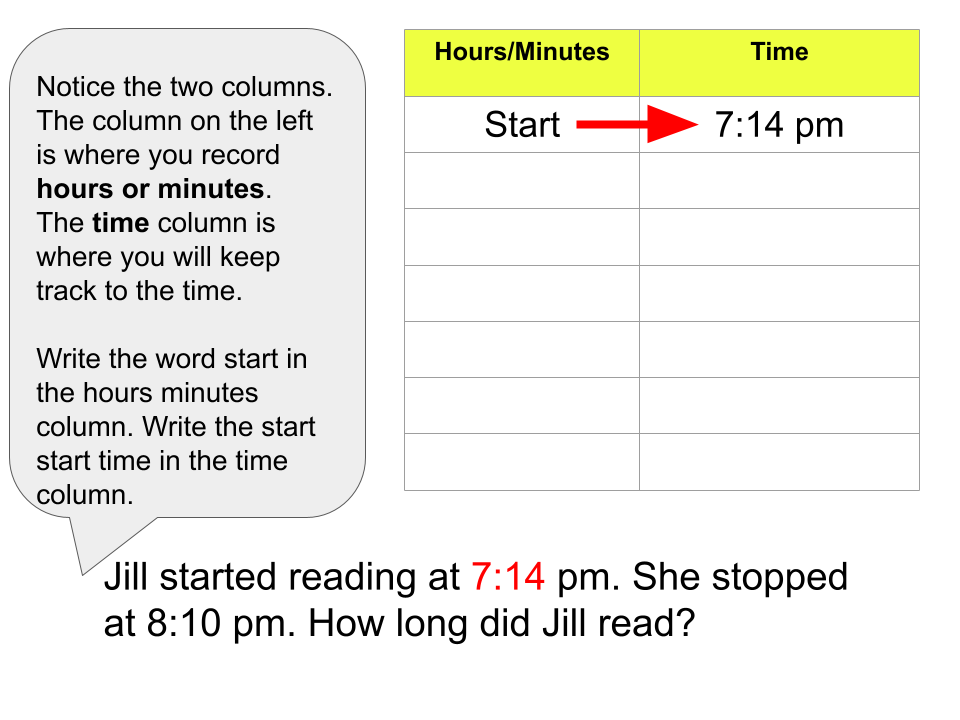 Notice the two columns.
The column on the left
is where you record
hours or minutes.
The time column is
where you will keep
track to the time.
Write the word start in
the hours minutes
column. Write the start
start time in the time
column.
Hours/Minutes Time
Start 7:14 pm
Jill started reading at 7:14 pm. She stopped
at 8:10 pm. How long did Jill read?